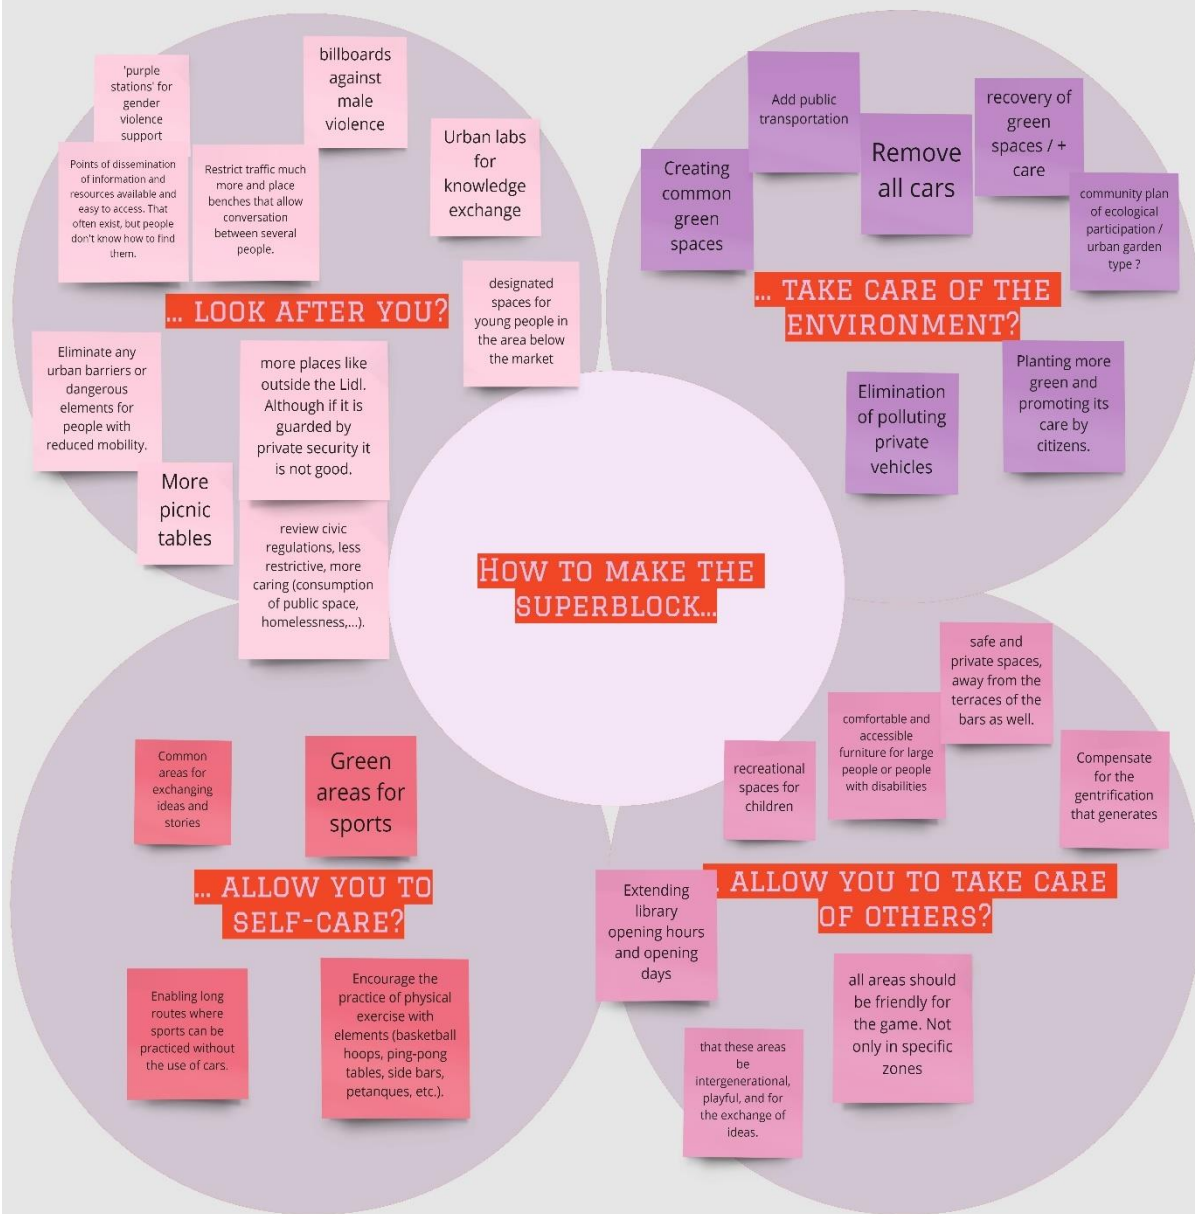 'purple
stations' for
gender
violence
support
billboards
against
male
violence
Urban labs
for
knowledge
exchange
Points of dissemination
of information and
resources available and
easy to access. That
often exist, but people
don't know how to find
them.
Restrict traffic much
more and place
benches that allow
conversation
between several
people.
designated
spaces for
young people in
the area below
the market
... LOOK AFTER YOU?
Eliminate any
urban barriers or
dangerous
elements for
people with
reduced mobility.
more places like
outside the Lidl.
Although if it is
guarded by
private security it
is not good.
More
picnic
tables
review civic
regulations, less
restrictive, more
caring (consumption
of public space,
homelessness,...).
Creating
common
green
spaces
Add public
transportation
Remove
all cars
recovery of
green
spaces / +
care
community plan
of ecological
participation /
urban garden
type ?
... TAKE CARE OF THE
ENVIRONMENT?
Elimination
of polluting
private
vehicles
Planting more
green and
promoting its
care by
citizens.
HOW TO MAKE THE
SUPERBLOCK...
Common
areas for
exchanging
ideas and
stories
Green
areas for
sports
... ALLOW YOU TO
SELF-CARE?
Enabling long
routes where
sports can be
practiced without
the use of cars.
Encourage the
practice of physical
exercise with
elements (basketball
hoops, ping-pong
tables, side bars,
petanques, etc.).
recreational
spaces for
children
comfortable and
accessible
furniture for large
people or people
with disabilities
safe and
private spaces,
away from the
terraces of the
bars as well.
Compensate
for the
gentrification
that generates
. ALLOW YOU TO TAKE CARE
OF OTHERS?
Extending
library
opening hours
and opening
days
all areas should
be friendly for
the game. Not
only in specific
zones
that these areas
be
intergenerational,
playful, and for
the exchange of
ideas.